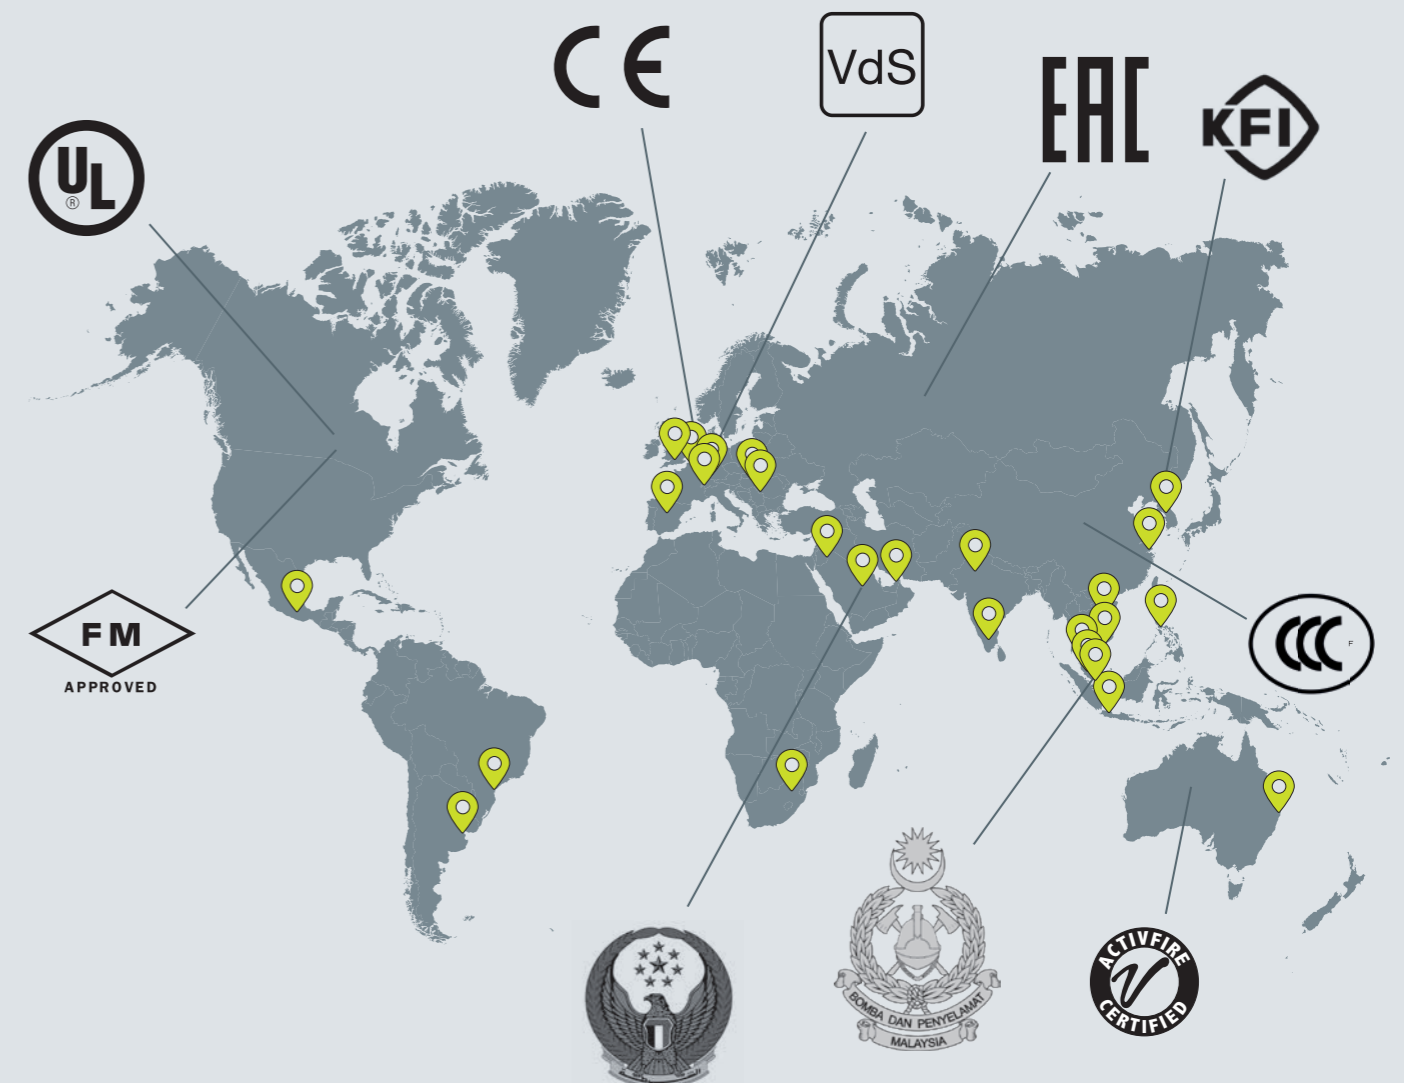 CE
VdS
EAC
KFI
UL
®
FM
APPROVED
CCC
F
BOMBA DAN PENYELAMAT
MALAYSIA
ACTIVFIRE
CERTIFIED